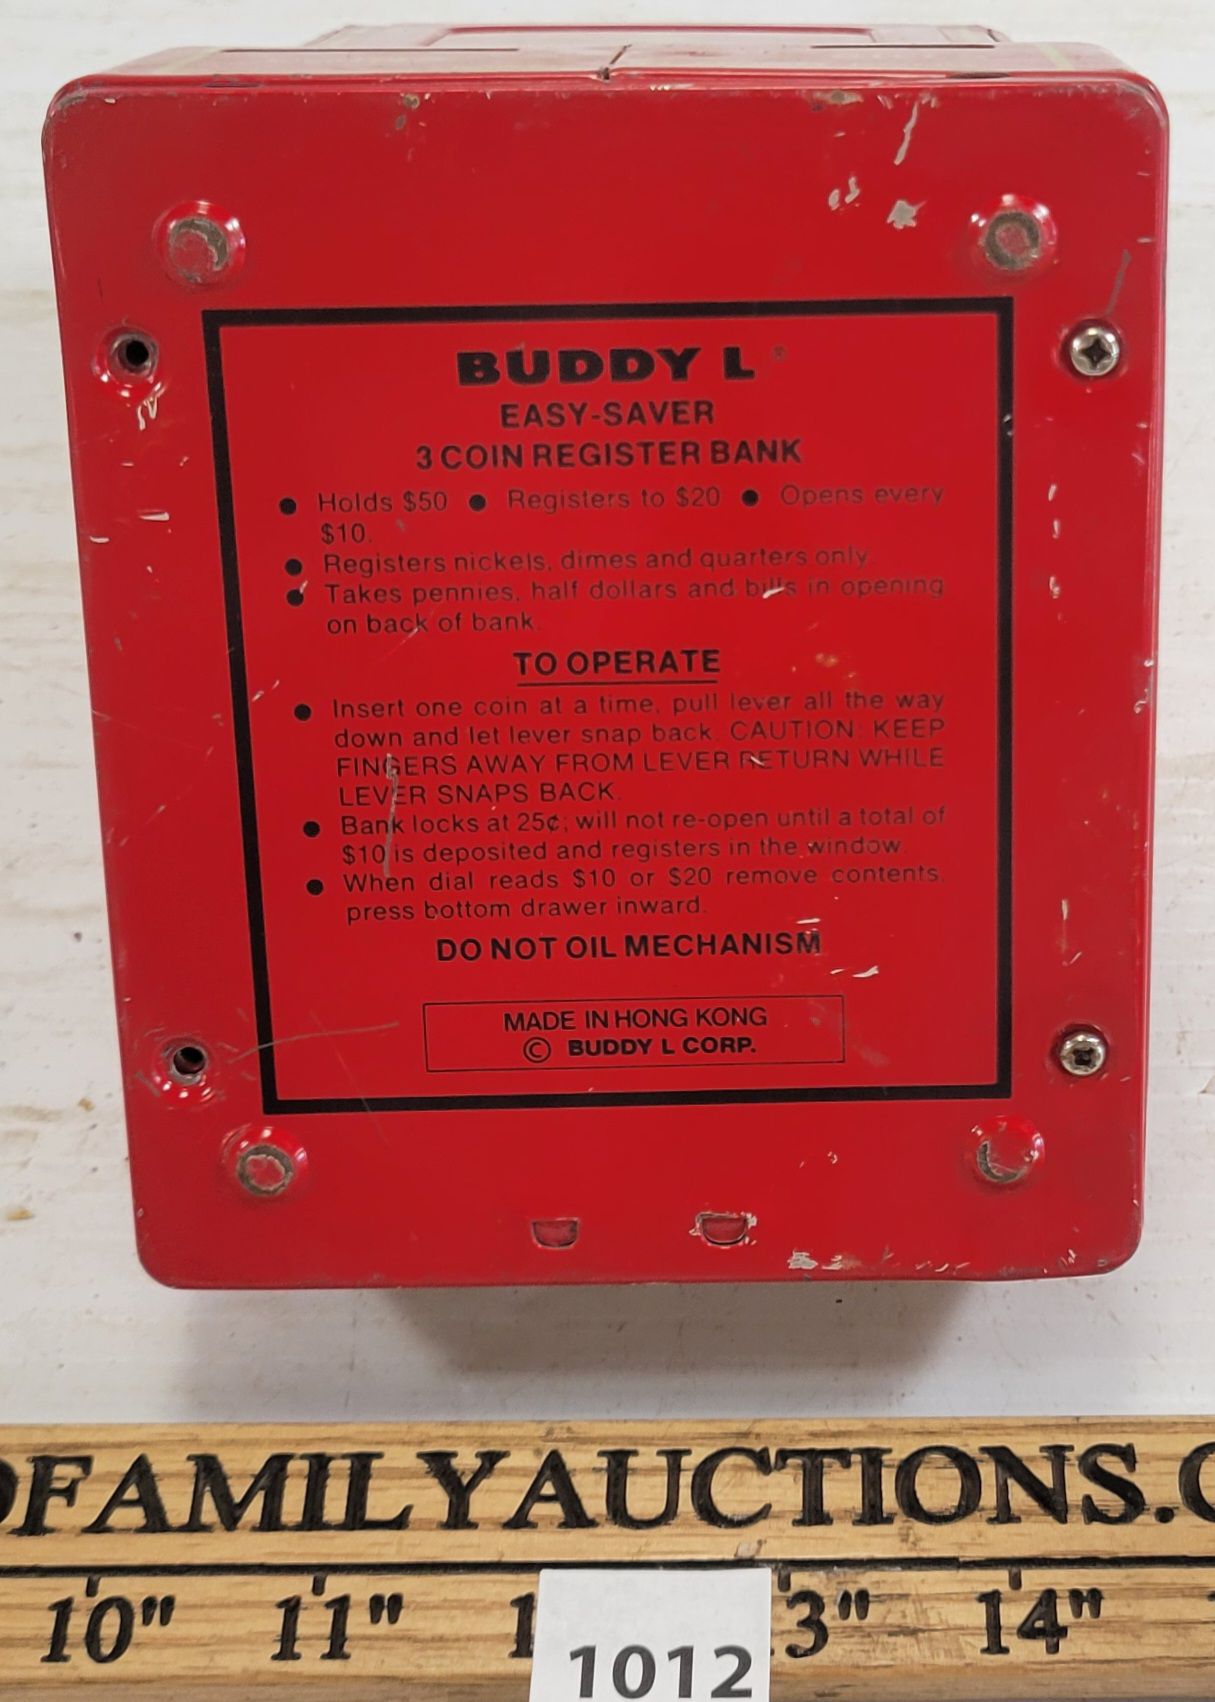 BUDDY L
EASY-SAVER
3 COIN REGISTER BANK
● Holds $50 ● Registers to $20 ● Opens every
$10.
● Registers nickels, dimes and quarters only.
● Takes pennies, half dollars and bills in opening
on back of bank.
TO OPERATE
● Insert one coin at a time, pull lever all the way
down and let lever snap back. CAUTION: KEEP
FINGERS AWAY FROM LEVER RETURN WHILE
LEVER SNAPS BACK.
● Bank locks at 25¢; will not re-open until a total of
$10 is deposited and registers in the window.
● When dial reads $10 or $20 remove contents,
press bottom drawer inward.
DO NOT OIL MECHANISM
MADE IN HONG KONG
© BUDDY L CORP.
FAMILYAUCTIONS.
10" 11" 1 3" 14"
1012